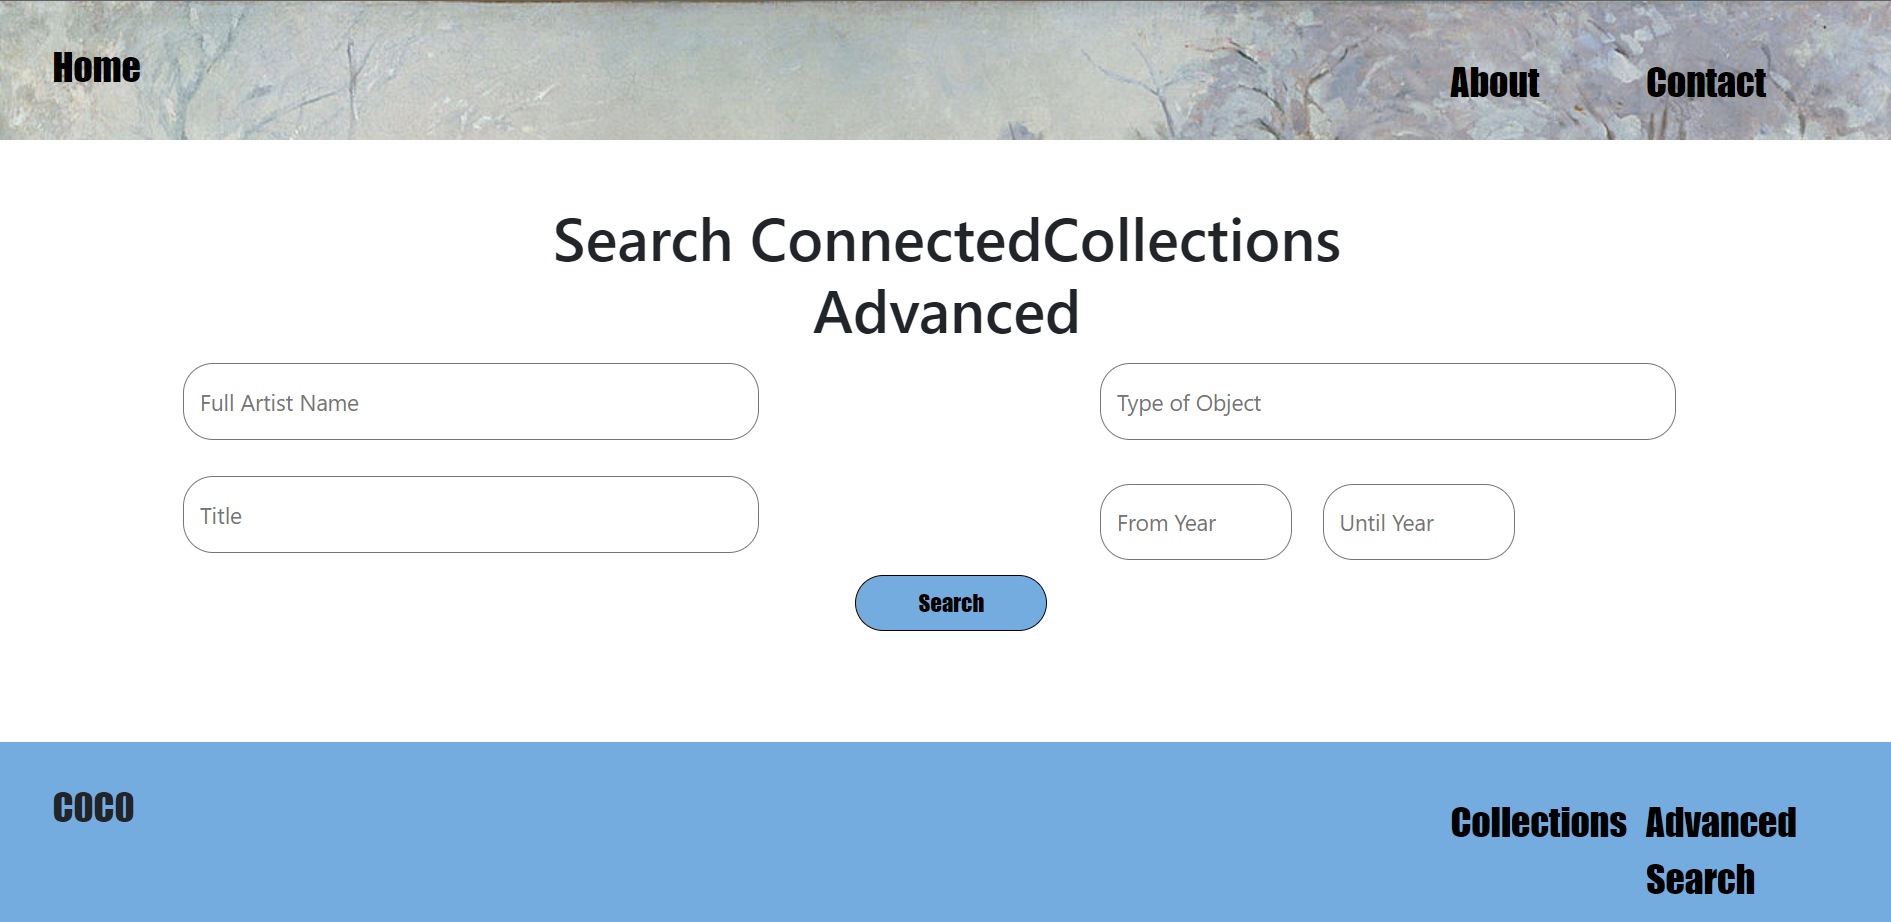 Home
About Contact
Search ConnectedCollections
Advanced
Full Artist Name
Type of Object
Title
From Year
Until Year
Search
COCO
Collections
Advanced
Search